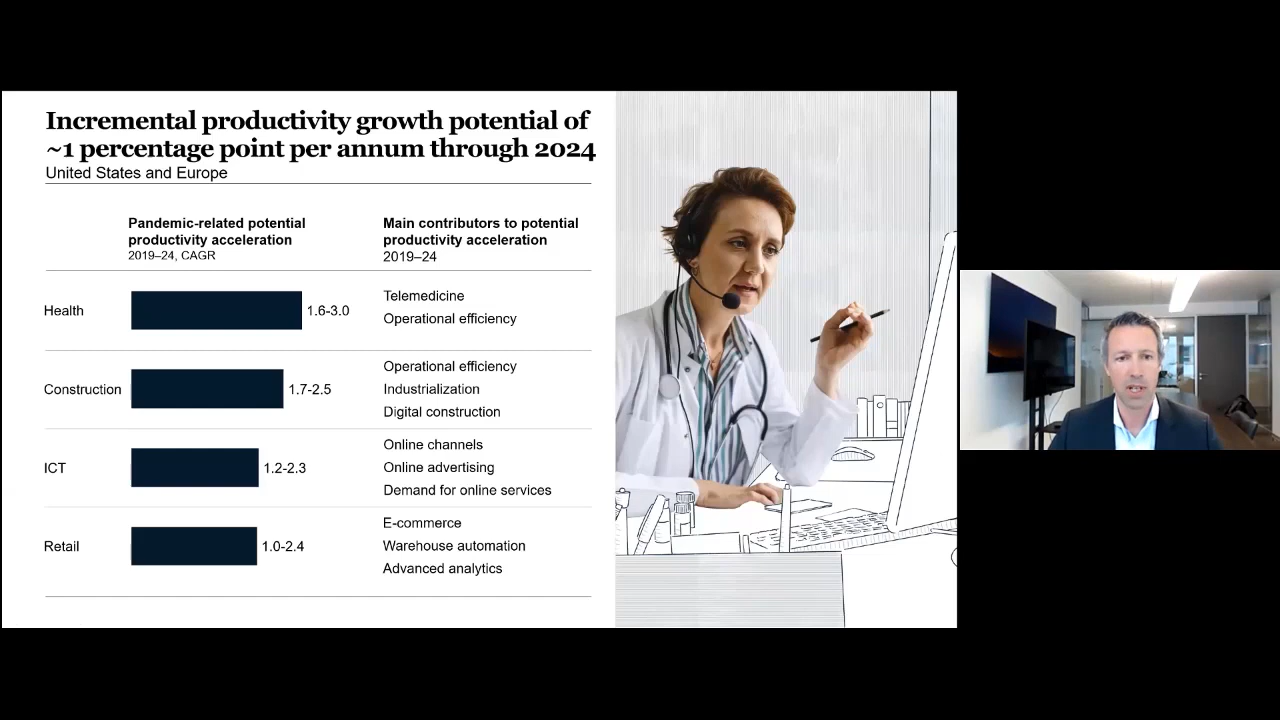 Incremental productivity growth potential of
~1 percentage point per annum through 2024
United States and Europe
Pandemic-related potential
productivity acceleration
2019–24, CAGR
Main contributors to potential
productivity acceleration
2019–24
Health
1.6-3.0
Telemedicine
Operational efficiency
Construction
1.7-2.5
Operational efficiency
Industrialization
Digital construction
ICT
1.2-2.3
Online channels
Online advertising
Demand for online services
Retail
1.0-2.4
E-commerce
Warehouse automation
Advanced analytics